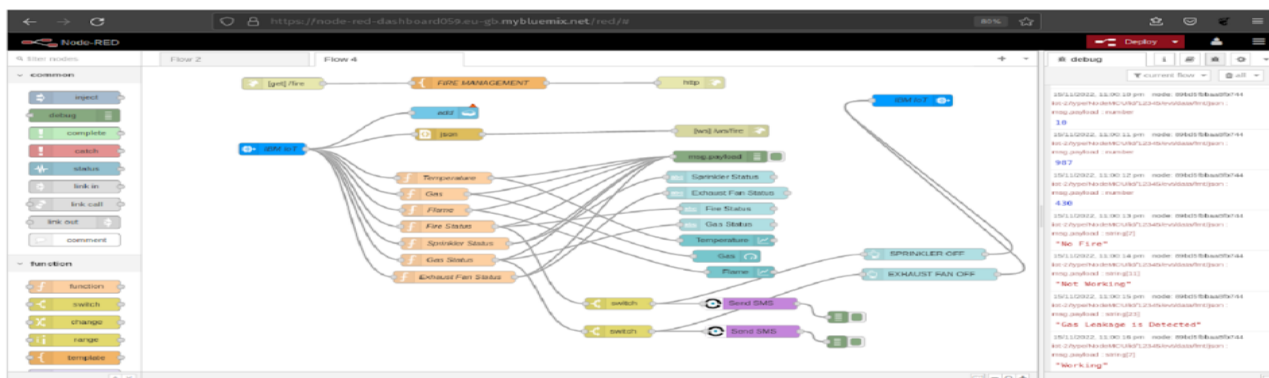 https://node-red-dashboard059.eu-gb.mybluemix.net/red/#
80%
Node-RED
Deploy
filter nodes
Flow 2
Flow 4
debug
current flow
all
common
inject
debug
complete
catch
status
link in
link call
link out
comment
function
function
switch
change
range
template
[get] /fire
FIRE MANAGEMENT
http
IBM IoT
json
msg.payload
Temperature
Gas
Flame
Fire Status
Sprinkler Status
Gas Status
Exhaust Fan Status
Sprinkler Status
Exhaust Fan Status
Fire Status
Gas Status
Temperature
Gas
Flame
switch
Send SMS
switch
Send SMS
IBM IoT
SPRINKLER OFF
EXHAUST FAN OFF
msg.payload : number
10
msg.payload : number
987
msg.payload : number
430
msg.payload : string[7]
"No Fire"
msg.payload : string[11]
"Not Working"
"Gas Leakage is Detected"
msg.payload : string[7]
"Working"